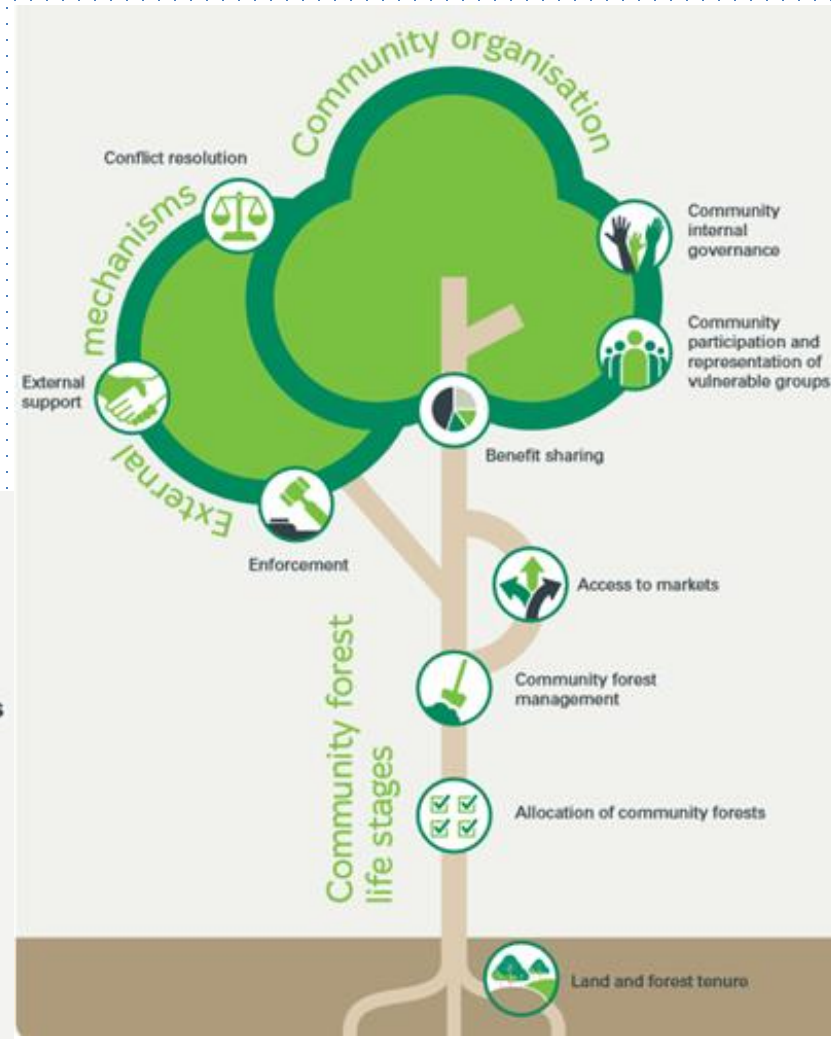 Community organisation
Conflict resolution
mechanisms
External
Community
internal
governance
Community
participation and
representation of
vulnerable groups
External
support
Benefit sharing
Enforcement
Access to markets
Community forest
life stages
Community forest
management
s
Allocation of community forests
Land and forest tenure